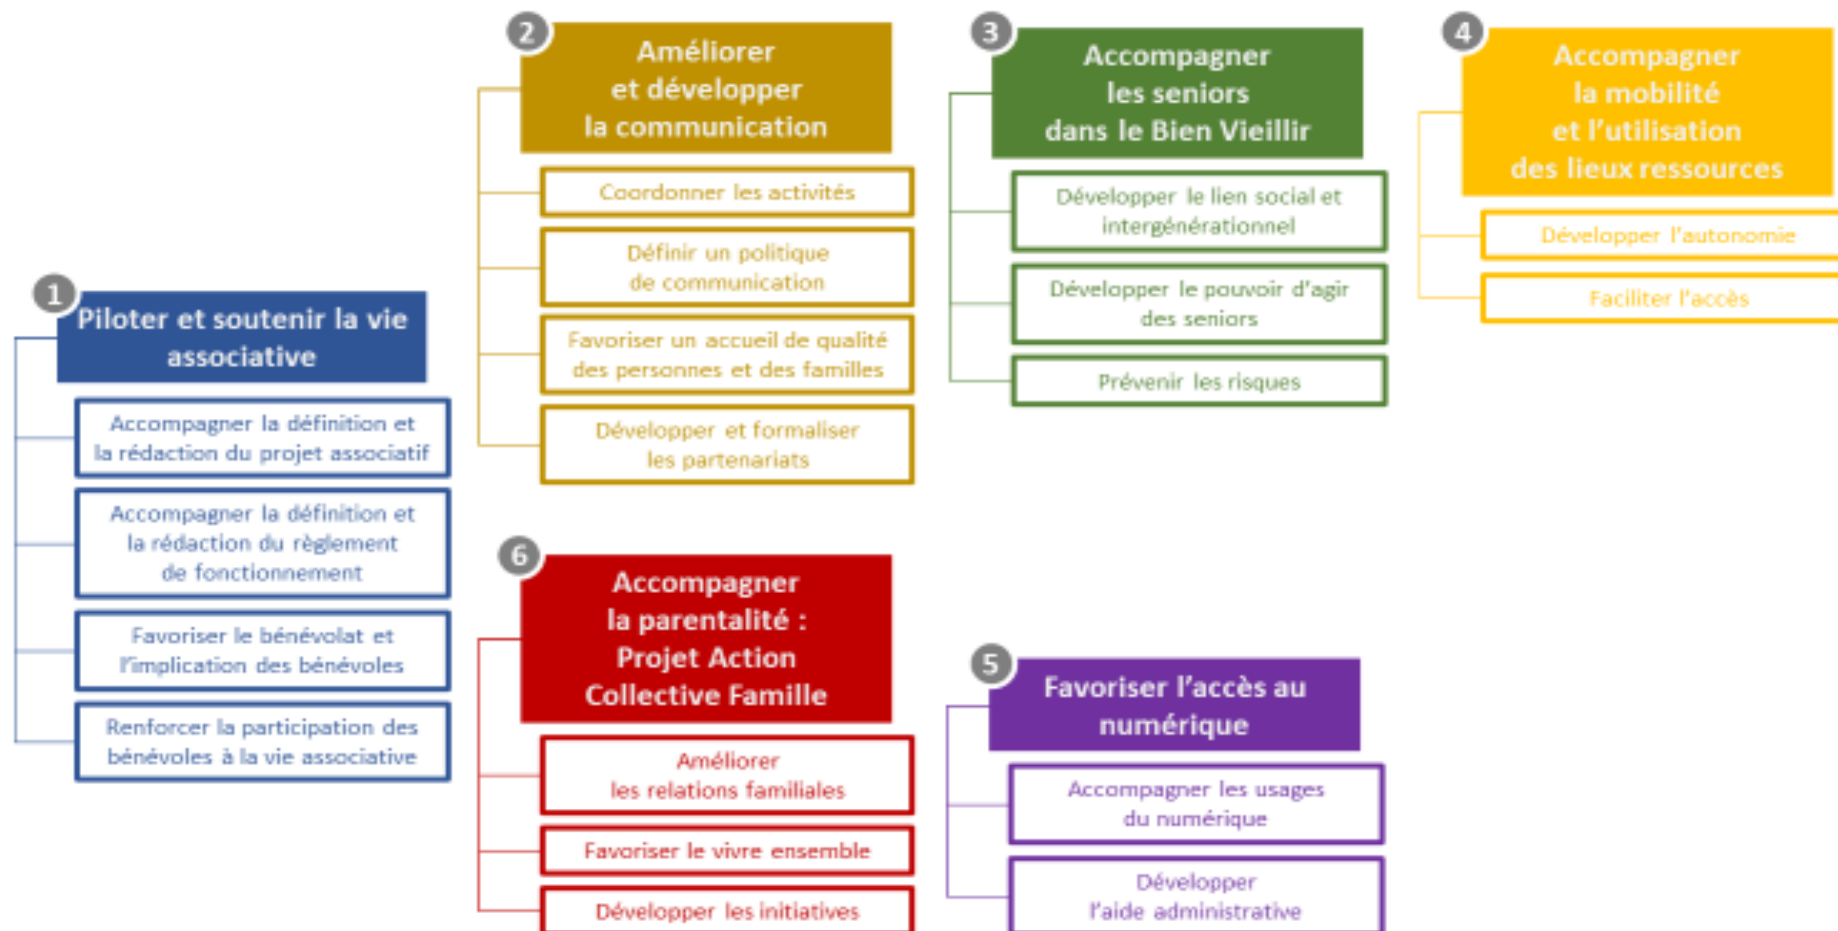 1
Piloter et soutenir la vie
associative
Accompagner la définition et
la rédaction du projet associatif
Accompagner la définition et
la rédaction du règlement
de fonctionnement
Favoriser le bénévolat et
l'implication des bénévoles
Renforcer la participation des
bénévoles à la vie associative
2
Améliorer
et développer
la communication
Coordonner les activités
Définir un politique
de communication
Favoriser un accueil de qualité
des personnes et des familles
Développer et formaliser
les partenariats
3
Accompagner
les seniors
dans le Bien Vieillir
Développer le lien social et
intergénérationnel
Développer le pouvoir d'agir
des seniors
Prévenir les risques
4
Accompagner
la mobilité
et l'utilisation
des lieux ressources
Développer l'autonomie
Faciliter l'accès
5
Favoriser l'accès au
numérique
Accompagner les usages
du numérique
Développer
l'aide administrative
6
Accompagner
la parentalité :
Projet Action
Collective Famille
Améliorer
les relations familiales
Favoriser le vivre ensemble
Développer les initiatives